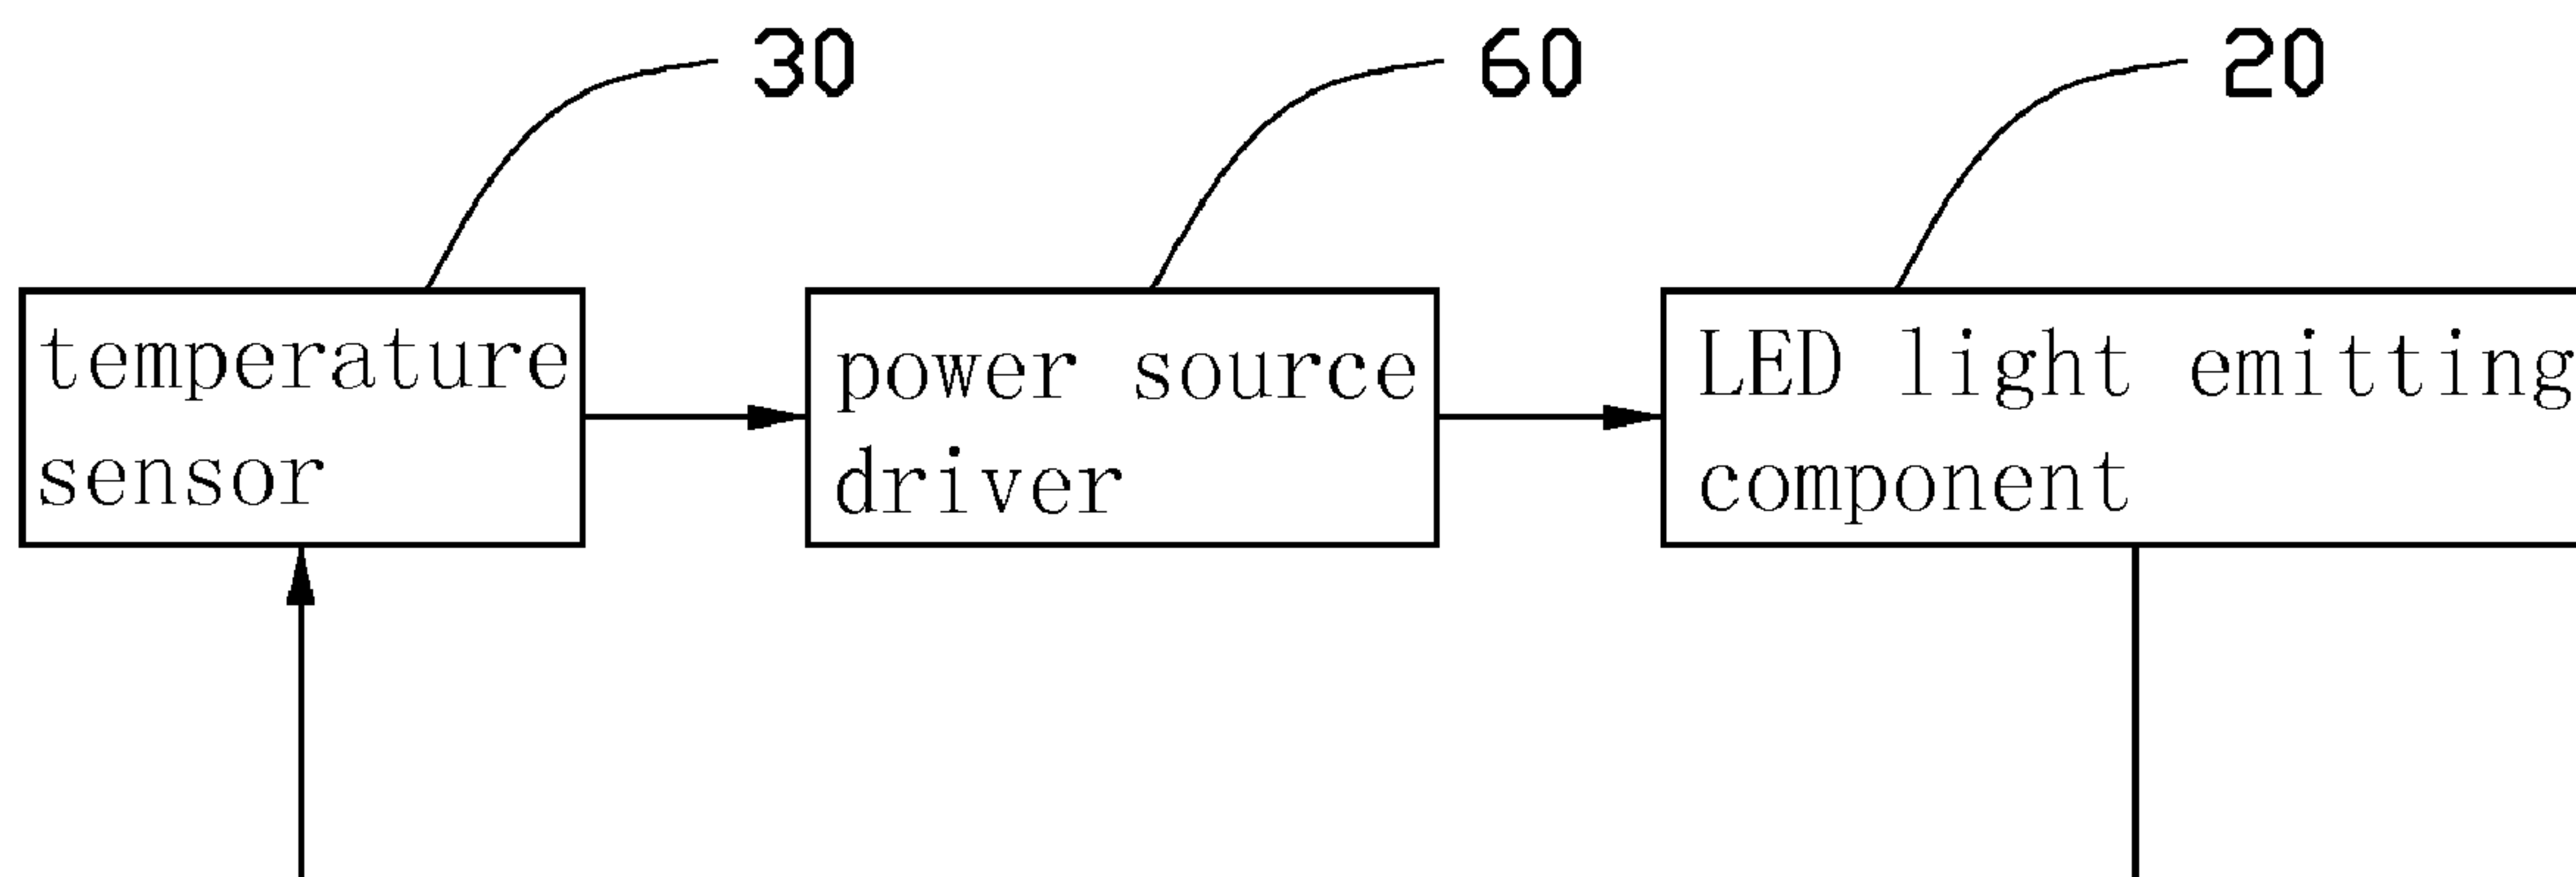 30
60
20
temperature
sensor
power source
driver
LED light emitting
component